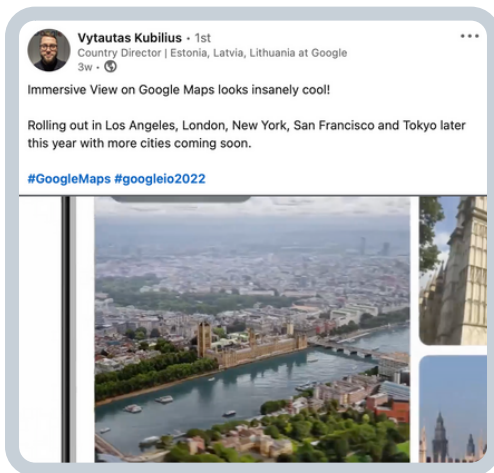 Vytautas Kubilius • 1st
Country Director | Estonia, Latvia, Lithuania at Google
3w •
Immersive View on Google Maps looks insanely cool!
Rolling out in Los Angeles, London, New York, San Francisco and Tokyo later
this year with more cities coming soon.
#GoogleMaps #googleio2022